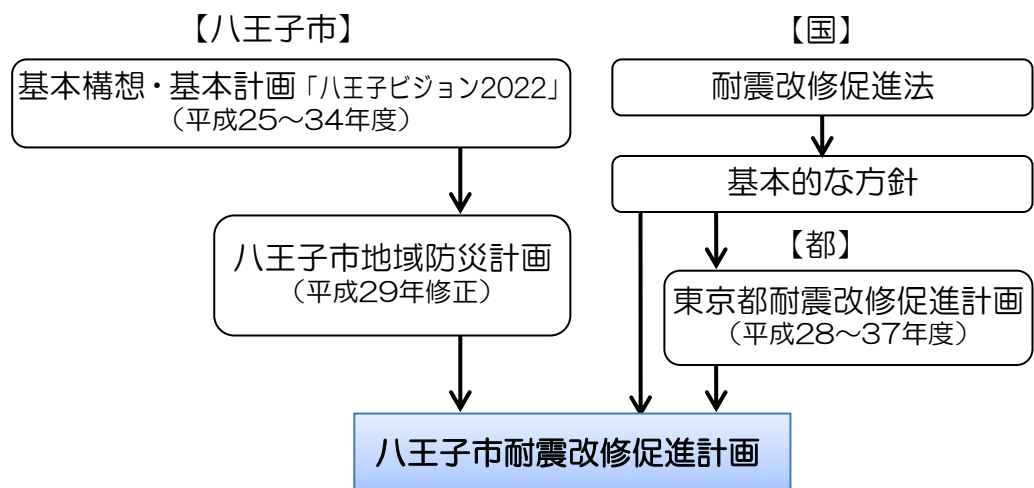 【八王子市】
基本構想・基本計画「八王子ビジョン2022」
（平成25～34年度）
八王子市地域防災計画
（平成29年修正）
【国】
耐震改修促進法
基本的な方針
【都】
東京都耐震改修促進計画
（平成28～37年度）
八王子市耐震改修促進計画